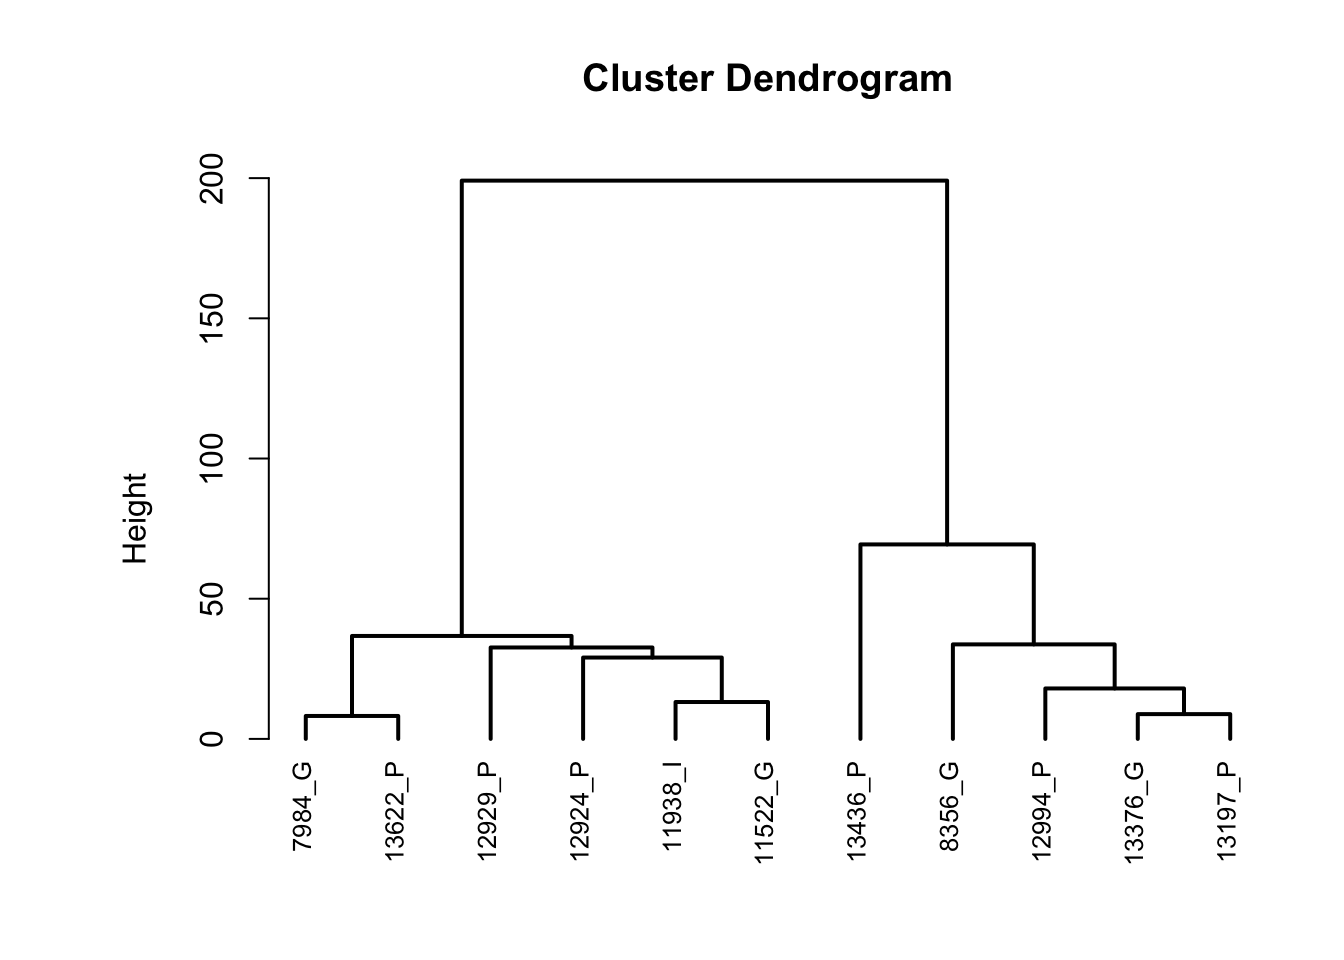 Cluster Dendrogram
Height
200
150
100
50
0
7984_G
13622_P
12929_P
12924_P
11938_I
11522_G
13436_P
8356_G
12994_P
13376_G
13197_P